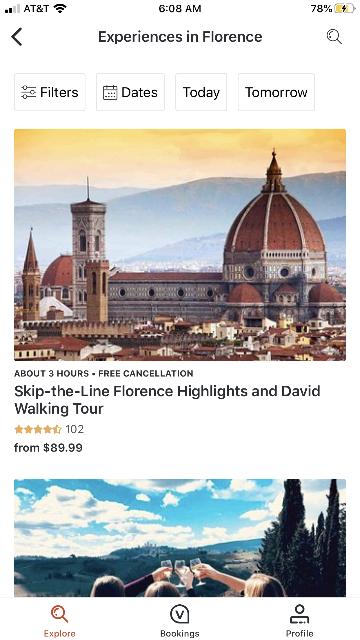 AT&T 6:08 AM 78%
Experiences in Florence
Filters Dates Today Tomorrow
ABOUT 3 HOURS • FREE CANCELLATION
Skip-the-Line Florence Highlights and David
Walking Tour
102
from $89.99
Explore Bookings Profile